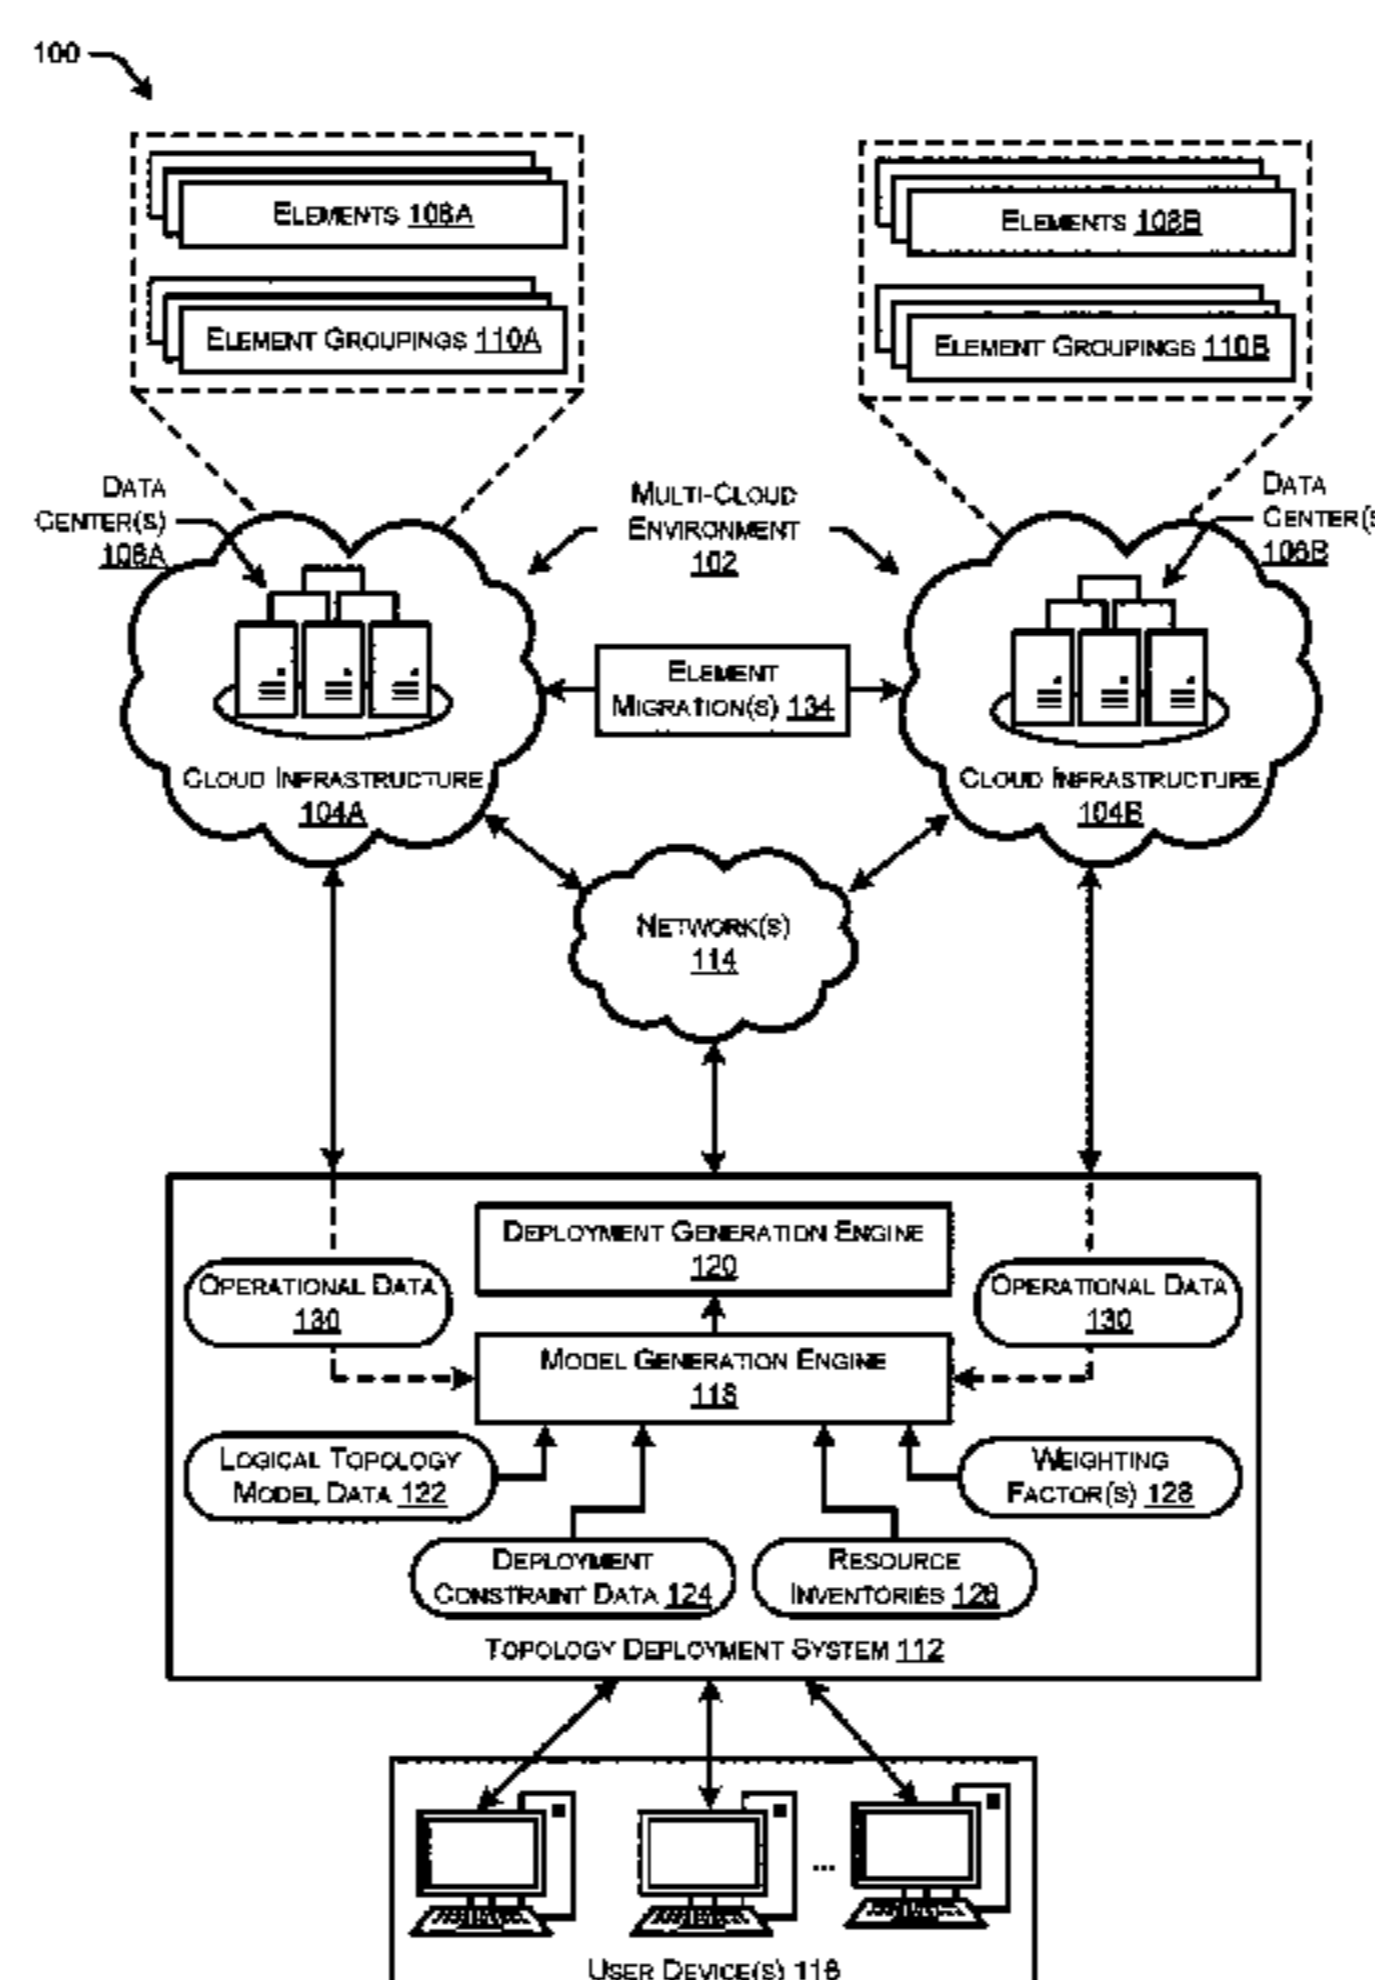 100
ELEMENTS 108A
ELEMENT GROUPINGS 110A
ELEMENTS 108B
ELEMENT GROUPINGS 110B
DATA
CENTER(S)
106A
MULTI-CLOUD
ENVIRONMENT
102
DATA
CENTER(S
106B
ELEMENT
MIGRATION(S) 134
CLOUD INFRASTRUCTURE
104A
CLOUD INFRASTRUCTURE
104B
NETWORK(S)
114
DEPLOYMENT GENERATION ENGINE
120
OPERATIONAL DATA
130
OPERATIONAL DATA
130
MODEL GENERATION ENGINE
118
LOGICAL TOPOLOGY
MODEL DATA 122
WEIGHTING
FACTOR(S) 128
DEPLOYMENT
CONSTRAINT DATA 124
RESOURCE
INVENTORIES 126
TOPOLOGY DEPLOYMENT SYSTEM 112
...
USER DEVICE(S) 116